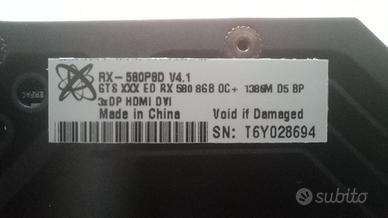 RX-580P8D V4.1
GTS XXX ED RX 580 8GB OC+ 1386M D5 BP
3xDP HDMI DVI
Made in China Void if Damaged
SN: T6Y028694
subito